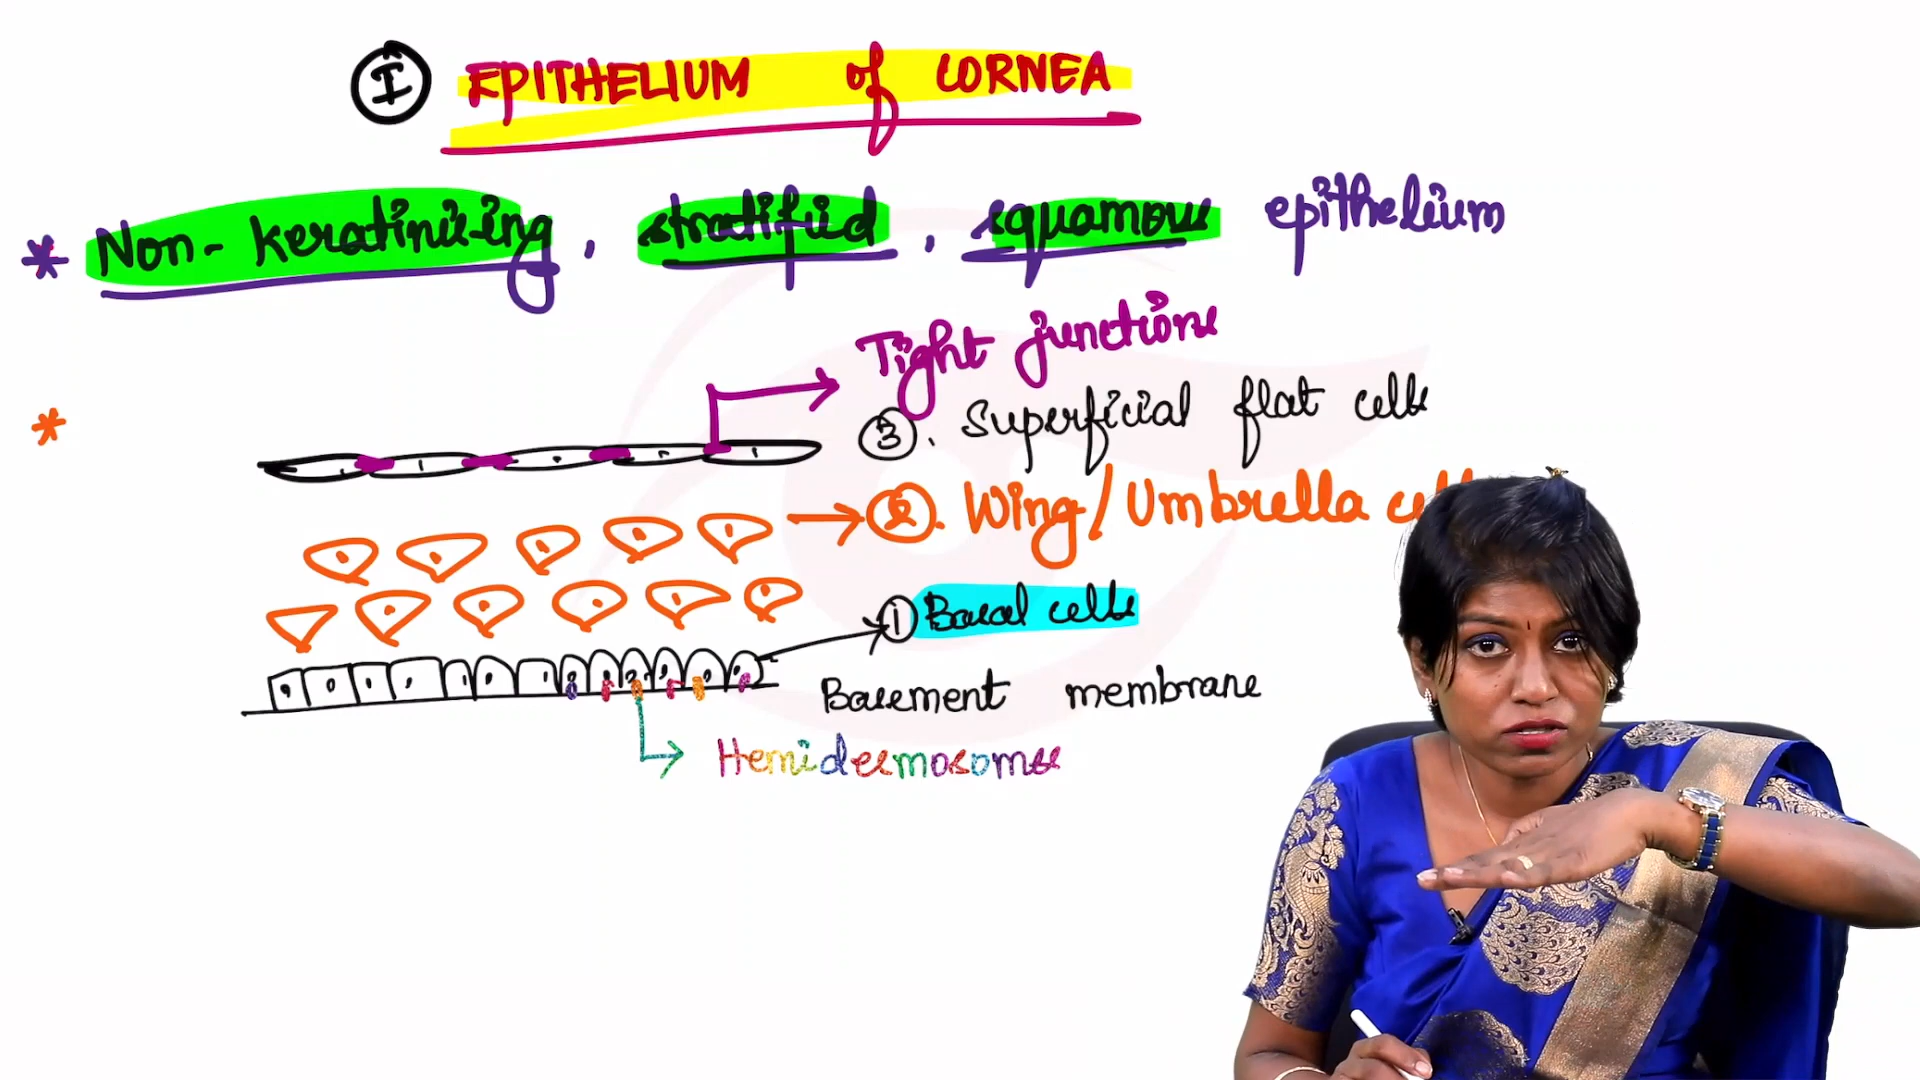 I EPITHELIUM of CORNEA
* Non-keratinizing, stratified, squamous epithelium
Tight junctions
* 3. Superficial flat cells
2. Wing/Umbrella
1 Basal cells
Basement membrane
Hemidesmosomes